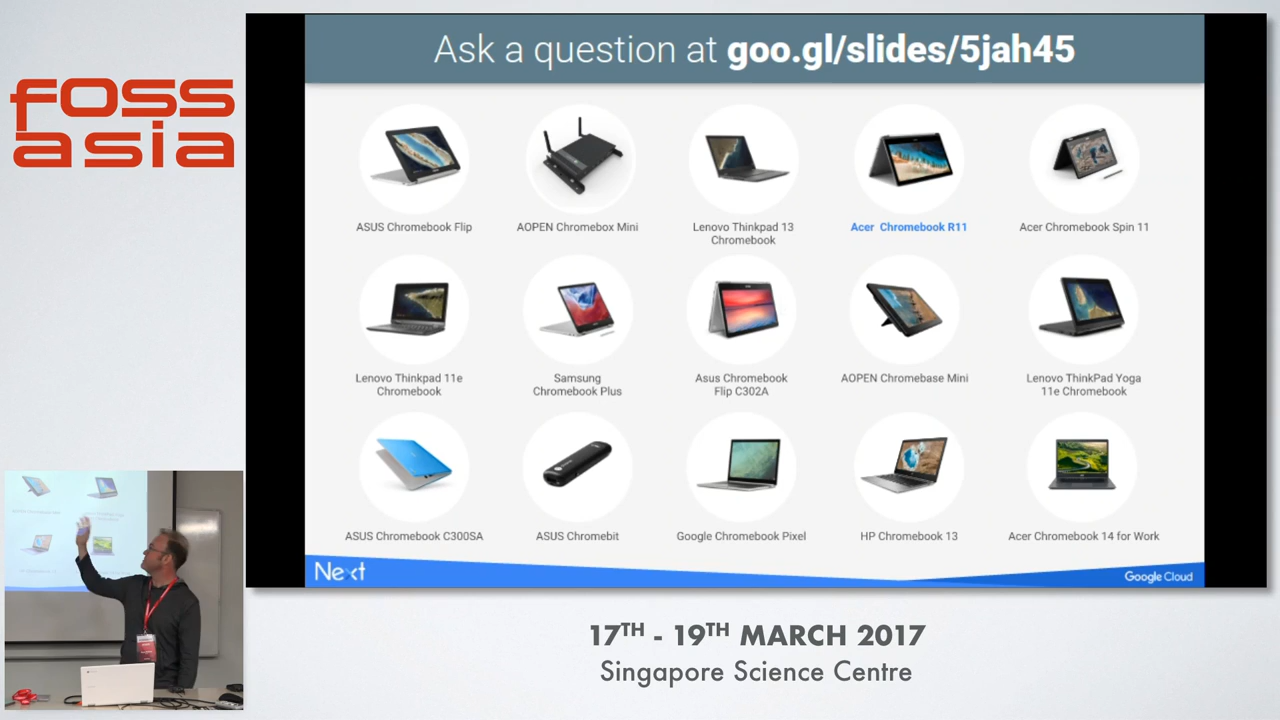 foss
asia
Ask a question at goo.gl/slides/5jah45
ASUS Chromebook Flip
AOPEN Chromebox Mini
Lenovo Thinkpad 13
Chromebook
Acer Chromebook R11
Acer Chromebook Spin 11
Lenovo Thinkpad 11e
Chromebook
Samsung
Chromebook Plus
Asus Chromebook
Flip C302A
AOPEN Chromebase Mini
Lenovo ThinkPad Yoga
11e Chromebook
ASUS Chromebook C300SA
ASUS Chromebit
Google Chromebook Pixel
HP Chromebook 13
Acer Chromebook 14 for Work
Next
Google Cloud
17TH - 19TH MARCH 2017
Singapore Science Centre